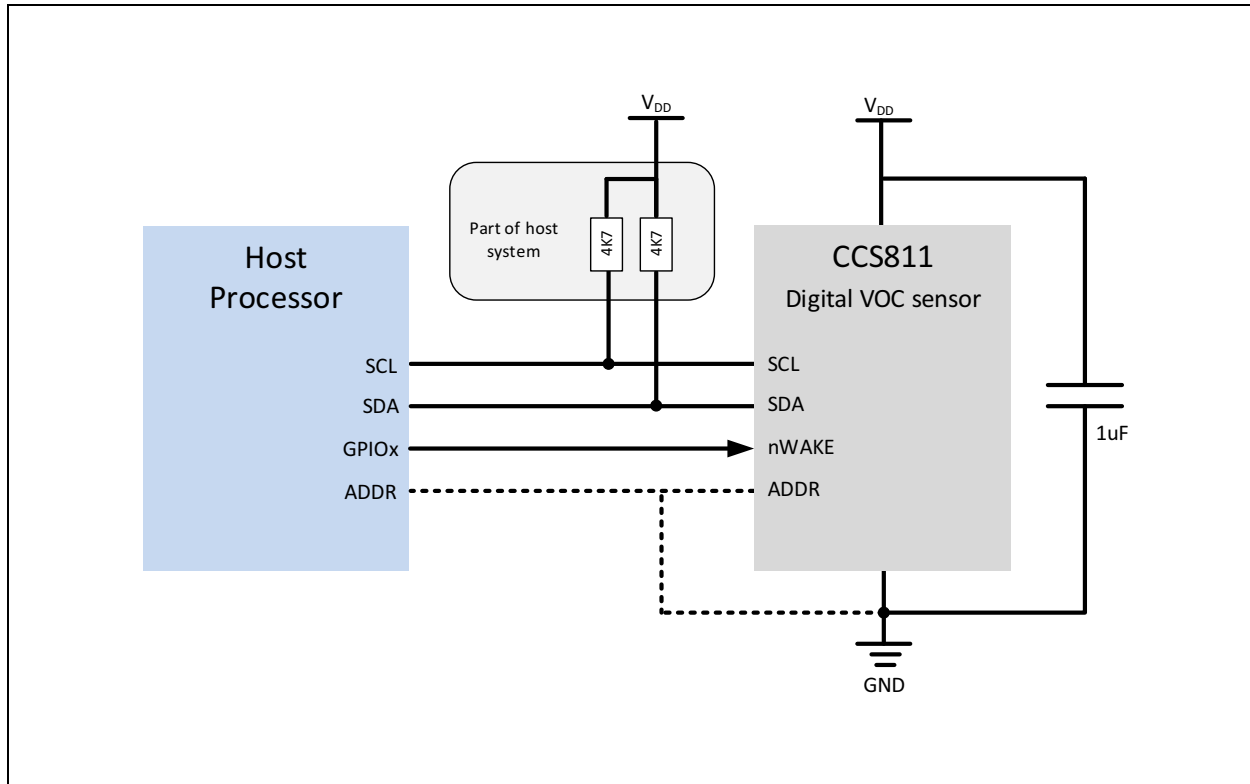 VDD
VDD
Part of host
system
4K7
4K7
Host
Processor
CCS811
Digital VOC sensor
SCL
SCL
SDA
SDA
GPIOx
nWAKE
ADDR
ADDR
1uF
GND